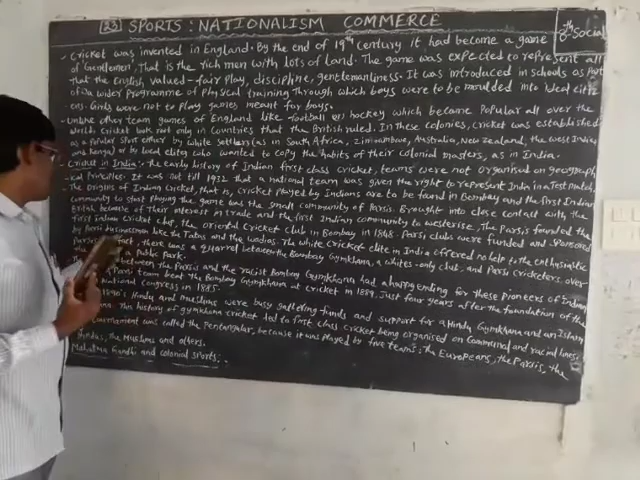 23 SPORTS: NATIONALISM COMMERCE
8th Social
Cricket was invented in England. By the end of 19th century it had become a game
of Gentlemen, That is the rich men with lots of land. The game was expected to represent all
that the English valued - fair play, discipline, gentlemanliness. It was introduced in schools as part
of a wider programme of physical training through which boys were to be moulded into ideal citiz
ens. Girls were not to play games meant for boys.
Unlike other team games of England like football or hockey which became popular all over the
world, cricket took root only in countries that the British ruled. In these colonies, cricket was established
as a popular sport either by white settlers (as in South Africa, zimbambwe, Australia, New zealand, the west Indies
and Kenya) or by local elites who wanted to copy the habits of their colonial masters, as in India.
Cricket in India: The early history of Indian first class cricket, teams were not organised on geograph
ical Principles. It was not till 1932 that a national team was given the right to represent India in a Test match.
The origins of Indian cricket, that is, cricket played by Indians are to be found in Bombay and the first Indian
community to start playing the game was the small community of Parsis. Brought into close contact with the
British because of their interest in trade and the first Indian community to westernise, The Parsis founded the
first Indian cricket club, the oriental Cricket club in Bombay in 1848. Parsi clubs were funded and sponsored
by Parsi businessmen like the Tatas and the wadias. The white cricket elite in India offered no help to the enthusiastic
Parsis. In fact, there was a quarrel between the Bombay Gymkhana, a whites-only club, and Parsi cricketers, over
a public park.
between the Parsis and the racist Bombay Gymkhana had a happy ending for these pioneers of Indian
A Parsi team beat the Bombay Gymkhana at cricket in 1889, Just four years after the foundation of the
National Congress in 1885.
1890's Hindus and muslims were busy gathering funds and support for a Hindu Gymkhana and an Islam
ana. This history of gymkhana cricket led to first class cricket being organised on communal and racial lines.
tournament was called the Pentangular, because it was played by five teams: the Europeans, the Parsis, the
Hindus, the Muslims and others.
Mahatma Gandhi and colonial sports: